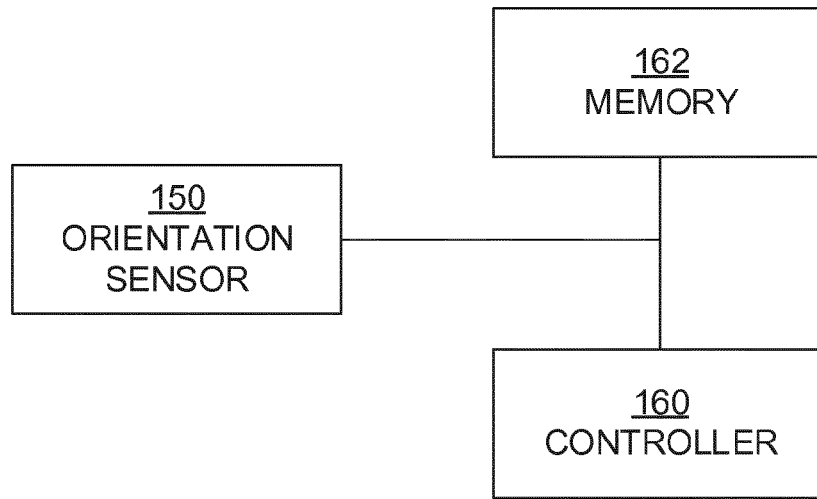 162
MEMORY
150
ORIENTATION
SENSOR
160
CONTROLLER